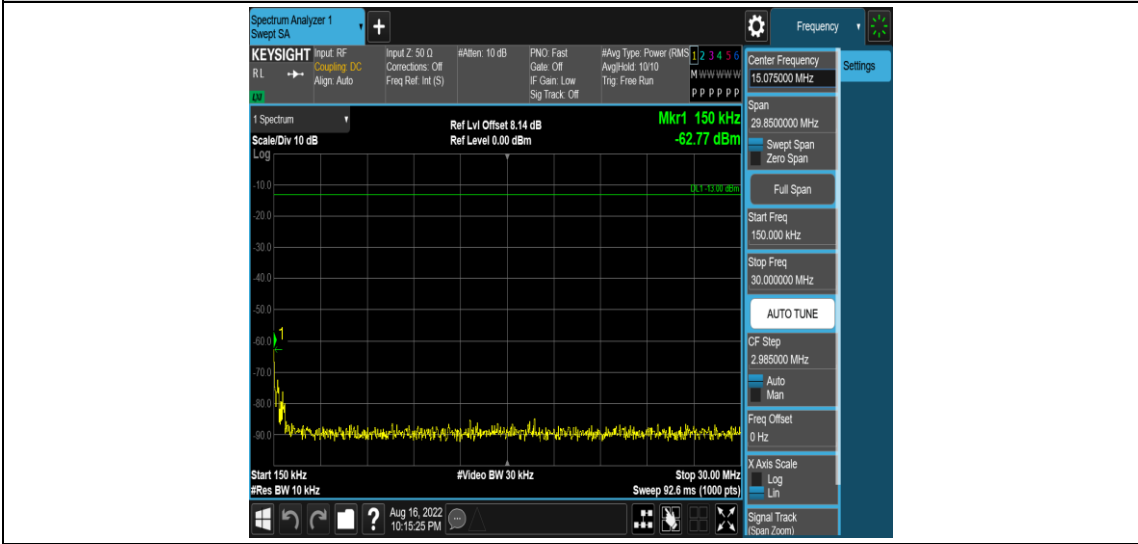 Spectrum Analyzer 1
Swept SA
+
Frequency
KEYSIGHT
RL
Input: RF
Coupling: DC
Align: Auto
Input Z: 50 Ω
Corrections: Off
Freq Ref: Int (S)
#Atten: 10 dB
PNO: Fast
Gate: Off
IF Gain: Low
Sig Track: Off
#Avg Type: Power (RMS
Avg|Hold: 10/10
Trig: Free Run
1 2 3 4 5 6
M W W W W W
P P P P P P
1 Spectrum
Scale/Div 10 dB
Log
Ref Lvl Offset 8.14 dB
Ref Level 0.00 dBm
Mkr1 150 kHz
-62.77 dBm
DL1 -13.00 dBm
-10.0
-20.0
-30.0
-40.0
-50.0
-60.0
-70.0
-80.0
-90.0
1
Start 150 kHz
#Res BW 10 kHz
#Video BW 30 kHz
Stop 30.00 MHz
Sweep 92.6 ms (1000 pts)
?
Aug 16, 2022
10:15:25 PM
Center Frequency
15.075000 MHz
Settings
Span
29.8500000 MHz
Swept Span
Zero Span
Full Span
Start Freq
150.000 kHz
Stop Freq
30.000000 MHz
AUTO TUNE
CF Step
2.985000 MHz
Auto
Man
Freq Offset
0 Hz
X Axis Scale
Log
Lin
Signal Track
(Span Zoom)